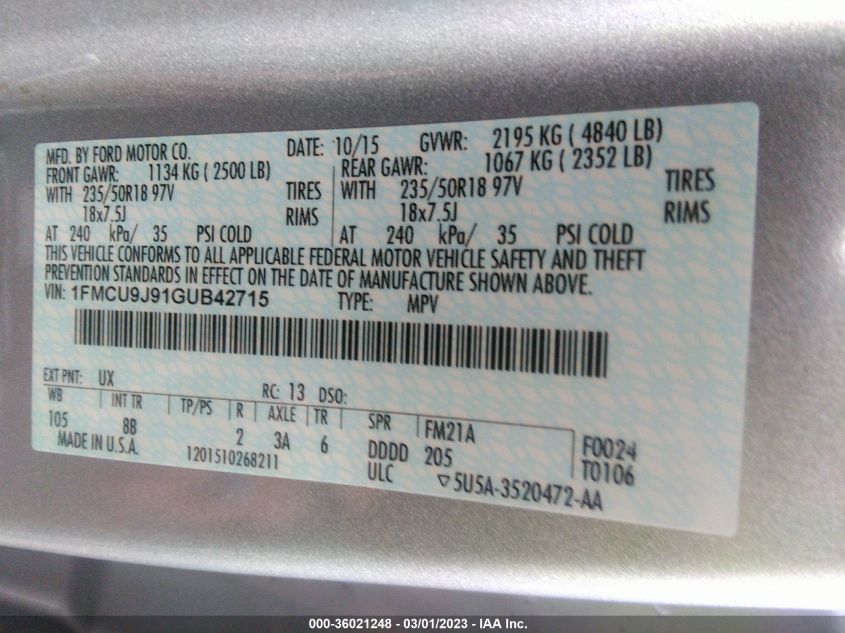 MFD. BY FORD MOTOR CO. DATE: 10/15 GVWR: 2195 KG ( 4840 LB)
FRONT GAWR: 1134 KG ( 2500 LB) REAR GAWR: 1067 KG ( 2352 LB)
WITH 235/50R18 97V TIRES WITH 235/50R18 97V TIRES
18x7.5J RIMS 18x7.5J RIMS
AT 240 kPa/ 35 PSI COLD AT 240 kPa/ 35 PSI COLD
THIS VEHICLE CONFORMS TO ALL APPLICABLE FEDERAL MOTOR VEHICLE SAFETY AND THEFT
PREVENTION STANDARDS IN EFFECT ON THE DATE OF MANUFACTURE SHOWN ABOVE.
VIN: 1FMCU9J91GUB42715 TYPE: MPV
EXT PNT: UX RC: 13 DSO:
WB INT TR TP/PS R AXLE TR SPR FM21A F0024
105 8B 2 3A 6 DDDD 205 T0106
MADE IN U.S.A. 1201510268211 ULC ▽5U5A-3520472-AA
000-36021248 - 03/01/2023 - IAA Inc.